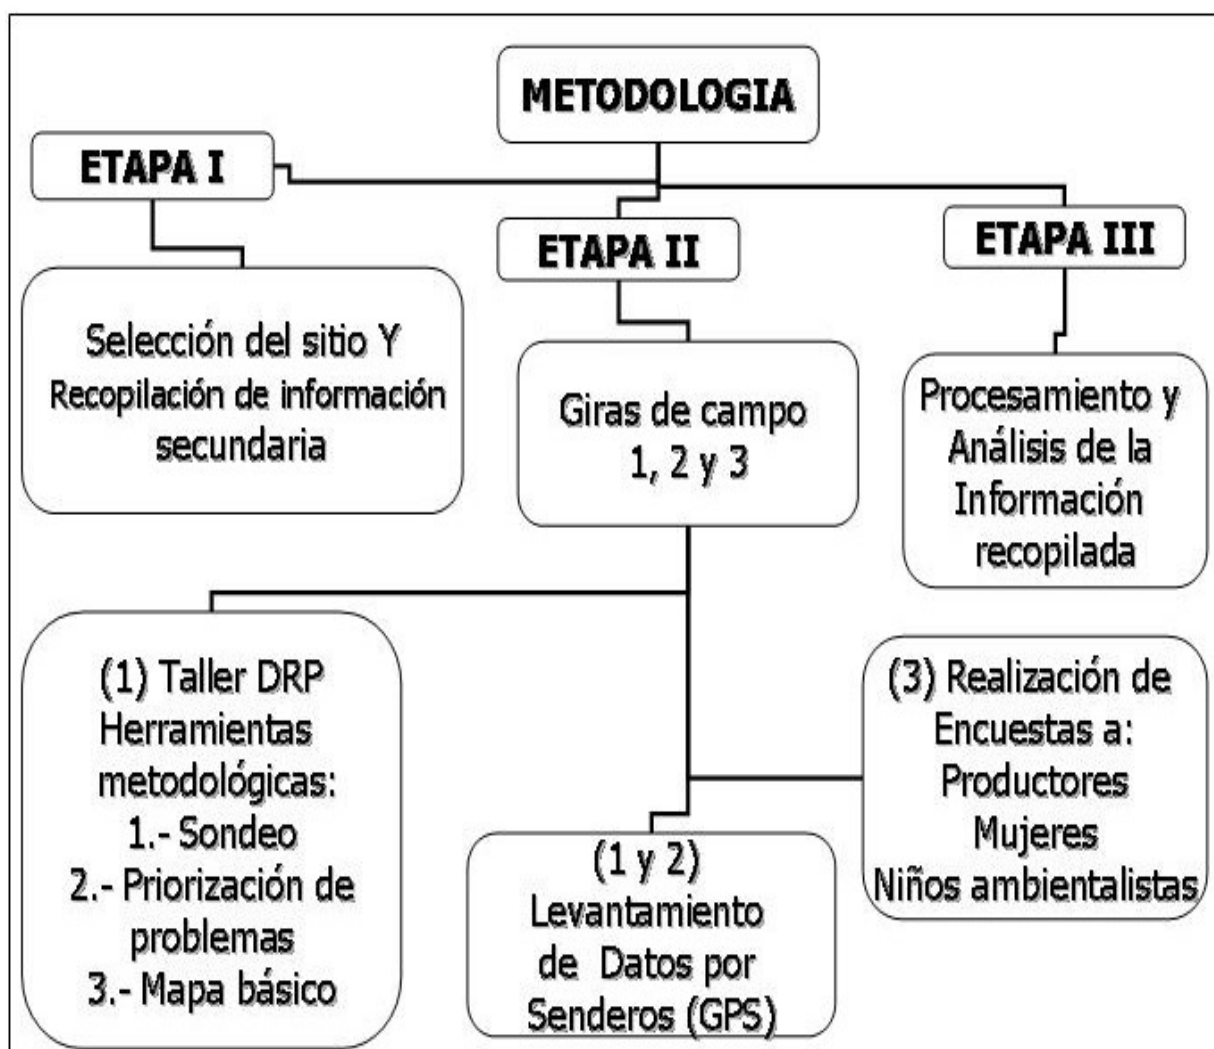 METODOLOGIA
ETAPA I
ETAPA II
ETAPA III
Selección del sitio Y
Recopilación de información
secundaria
Giras de campo
1, 2 y 3
Procesamiento y
Análisis de la
Información
recopilada
(1) Taller DRP
Herramientas
metodológicas:
1.- Sondeo
2.- Priorización de
problemas
3.- Mapa básico
(1 y 2)
Levantamiento
de Datos por
Senderos (GPS)
(3) Realización de
Encuestas a:
Productores
Mujeres
Niños ambientalistas